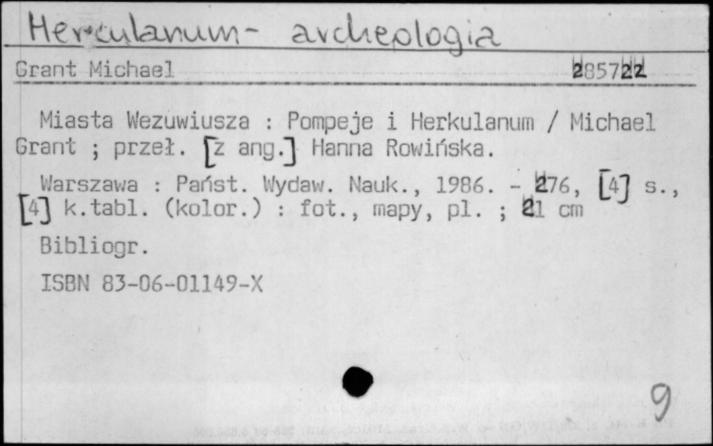 Herculanum - archeologia
Grant Michael 285722
Miasta Wezuwiusza : Pompeje i Herkulanum / Michael
Grant ; przeł. [z ang.] Hanna Rowińska.
Warszawa : Państ. Wydaw. Nauk., 1986. - 276, [4] s.,
[4] k.tabl. (kolor.) : fot., mapy, pl. ; 21 cm
Bibliogr.
ISBN 83-06-01149-X
9